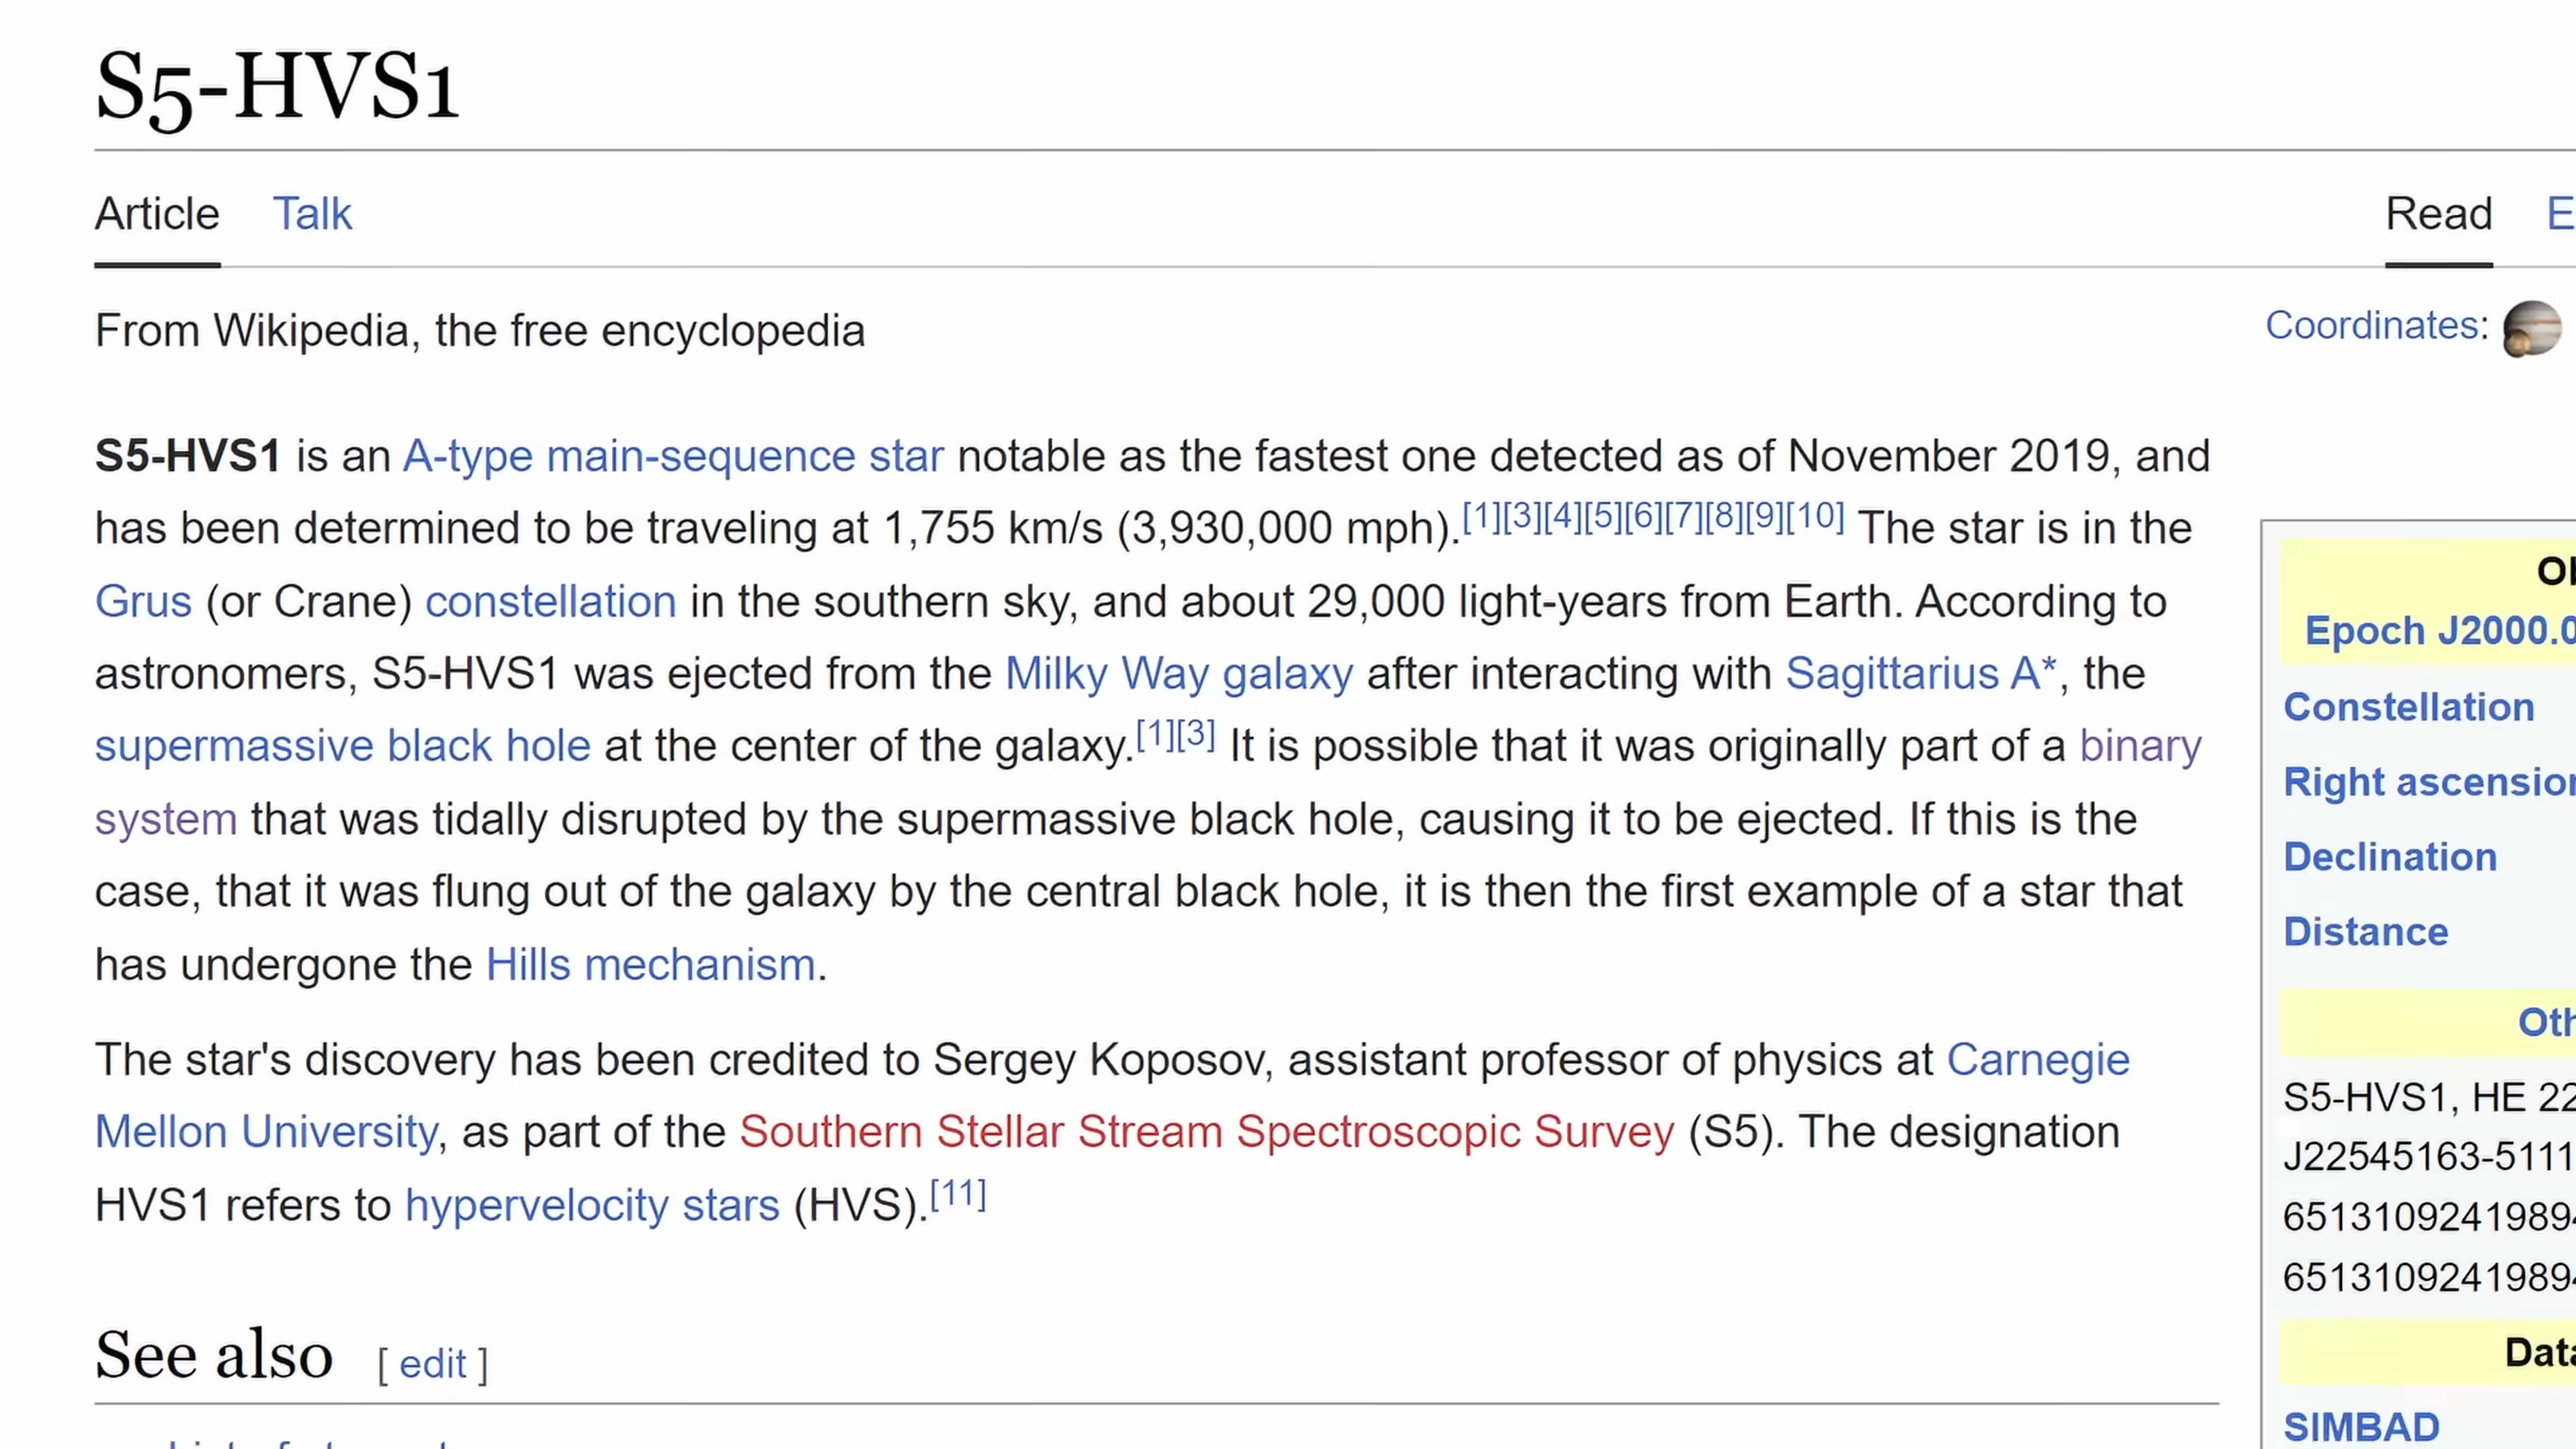 S5-HVS1
Article Talk
Read
From Wikipedia, the free encyclopedia
Coordinates:
S5-HVS1 is an A-type main-sequence star notable as the fastest one detected as of November 2019, and
has been determined to be traveling at 1,755 km/s (3,930,000 mph).[1][3][4][5][6][7][8][9][10] The star is in the
Grus (or Crane) constellation in the southern sky, and about 29,000 light-years from Earth. According to
astronomers, S5-HVS1 was ejected from the Milky Way galaxy after interacting with Sagittarius A*, the
supermassive black hole at the center of the galaxy.[1][3] It is possible that it was originally part of a binary
system that was tidally disrupted by the supermassive black hole, causing it to be ejected. If this is the
case, that it was flung out of the galaxy by the central black hole, it is then the first example of a star that
has undergone the Hills mechanism.
The star's discovery has been credited to Sergey Koposov, assistant professor of physics at Carnegie
Mellon University, as part of the Southern Stellar Stream Spectroscopic Survey (S5). The designation
HVS1 refers to hypervelocity stars (HVS).[11]
See also [ edit ]
Epoch J2000.0
Constellation
Right ascension
Declination
Distance
Oth
S5-HVS1, HE 22
J22545163-5111
65131092419894
65131092419894
Data
SIMBAD